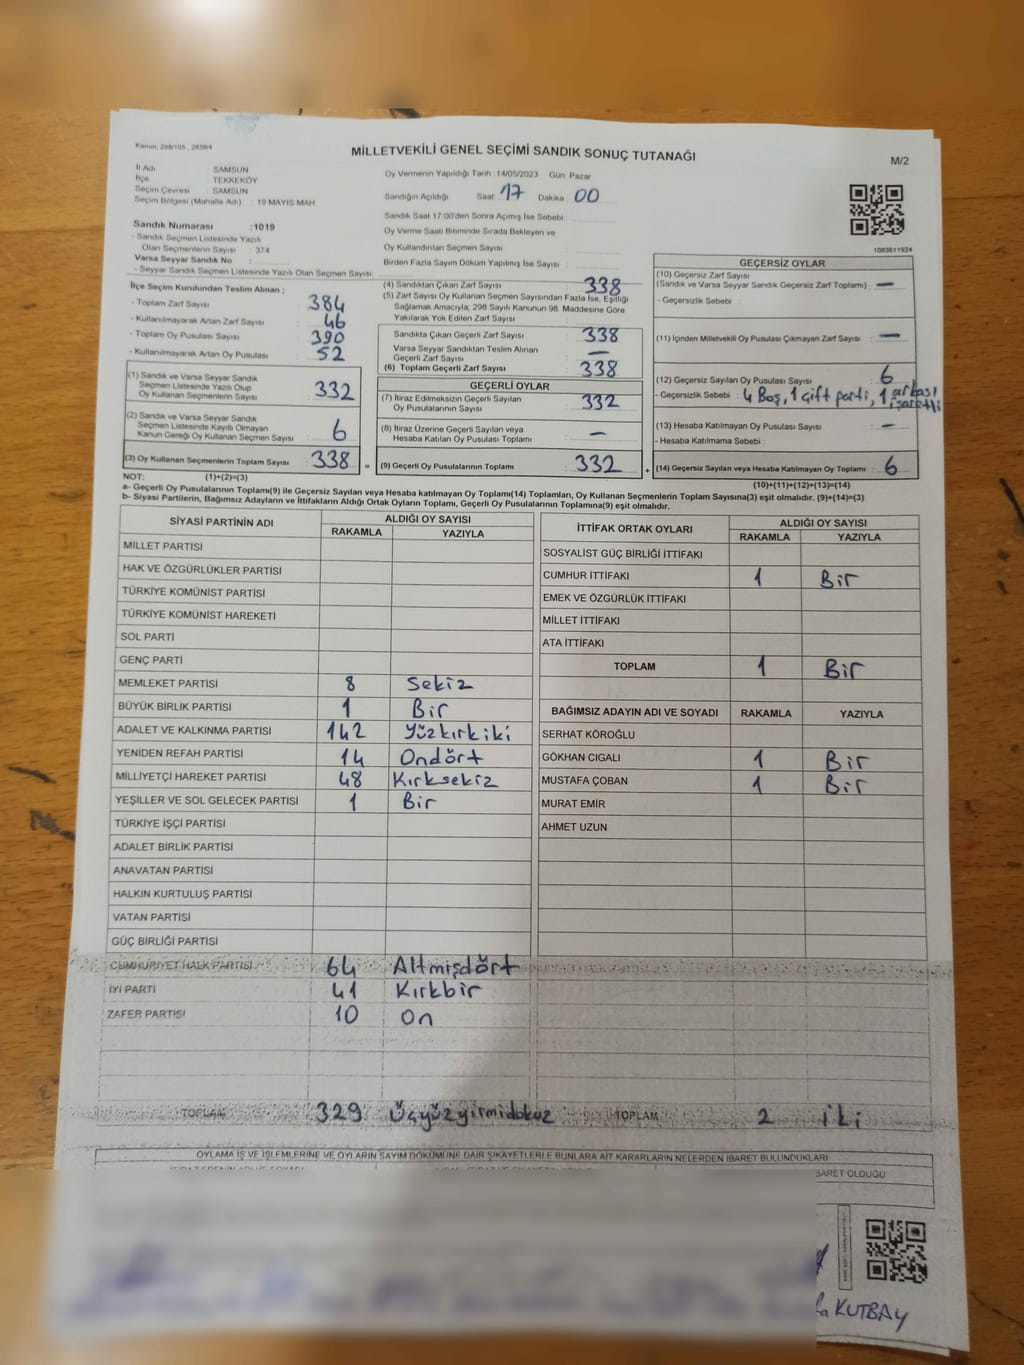 Kanun: 298/105 , 2839/4
MİLLETVEKİLİ GENEL SEÇİMİ SANDIK SONUÇ TUTANAĞI
M/2
İl Adı SAMSUN
İlçe TEKKEKÖY
Seçim Çevresi SAMSUN
Seçim Bölgesi (Mahalle Adı) : 19 MAYIS MAH.
Sandık Numarası :1019
- Sandık Seçmen Listesinde Yazılı
Olan Seçmenlerin Sayısı : 374
Varsa Seyyar Sandık No :
- Seyyar Sandık Seçmen Listesinde Yazılı Olan Seçmen Sayısı:
Oy Vermenin Yapıldığı Tarih :14/05/2023 Gün: Pazar
Sandığın Açıldığı Saat 17 Dakika 00
Sandık Saat 17:00'den Sonra Açılmış İse Sebebi :
Oy Verme Saati Bitiminde Sırada Bekleyen ve
Oy Kullandırılan Seçmen Sayısı :
Birden Fazla Sayım Döküm Yapılmış İse Sayısı :
1083811924
İlçe Seçim Kurulundan Teslim Alınan ;
- Toplam Zarf Sayısı : 384
- Kullanılmayarak Artan Zarf Sayısı : 46
- Toplam Oy Pusulası Sayısı : 390
- Kullanılmayarak Artan Oy Pusulası : 52
(1) Sandık ve Varsa Seyyar Sandık
Seçmen Listesinde Yazılı Olup
Oy Kullanan Seçmenlerin Sayısı : 332
(2) Sandık ve Varsa Seyyar Sandık
Seçmen Listesinde Kayıtlı Olmayan
Kanun Gereği Oy Kullanan Seçmen Sayısı : 6
(3) Oy Kullanan Seçmenlerin Toplam Sayısı : 338
(4) Sandıktan Çıkan Zarf Sayısı : 338
(5) Zarf Sayısı Oy Kullanan Seçmen Sayısından Fazla İse, Eşitliği
Sağlamak Amacıyla, 298 Sayılı Kanunun 98. Maddesine Göre
Yakılarak Yok Edilen Zarf Sayısı :
Sandıkta Çıkan Geçerli Zarf Sayısı : 338
Varsa Seyyar Sandıktan Teslim Alınan
Geçerli Zarf Sayısı : —
(6) Toplam Geçerli Zarf Sayısı : 338
GEÇERLİ OYLAR
(7) İtiraz Edilmeksizin Geçerli Sayılan
Oy Pusulalarının Sayısı : 332
(8) İtiraz Üzerine Geçerli Sayılan veya
Hesaba Katılan Oy Pusulası Toplamı : —
= (9) Geçerli Oy Pusulalarının Toplamı : 332
GEÇERSİZ OYLAR
(10) Geçersiz Zarf Sayısı
(Sandık ve Varsa Seyyar Sandık Geçersiz Zarf Toplamı) : —
- Geçersizlik Sebebi :
(11) İçinden Milletvekili Oy Pusulası Çıkmayan Zarf Sayısı : —
(12) Geçersiz Sayılan Oy Pusulası Sayısı : 6
- Geçersizlik Sebebi : 4 Boş, 1 çift parti, 1 arkası işaretli
(13) Hesaba Katılmayan Oy Pusulası Sayısı : —
- Hesaba Katılmama Sebebi :
+ (14) Geçersiz Sayılan veya Hesaba Katılmayan Oy Toplamı : 6
NOT: (1)+(2)=(3) (10)+(11)+(12)+(13)=(14)
a- Geçerli Oy Pusulalarının Toplamı(9) ile Geçersiz Sayılan veya Hesaba katılmayan Oy Toplamı(14) Toplamları, Oy Kullanan Seçmenlerin Toplam Sayısına(3) eşit olmalıdır. (9)+(14)=(3)
b- Siyasi Partilerin, Bağımsız Adayların ve İttifakların Aldığı Ortak Oyların Toplamı, Geçerli Oy Pusulalarının Toplamına(9) eşit olmalıdır.
SİYASİ PARTİNİN ADI ALDIĞI OY SAYISI
RAKAMLA YAZIYLA
MİLLET PARTİSİ
HAK VE ÖZGÜRLÜKLER PARTİSİ
TÜRKİYE KOMÜNİST PARTİSİ
TÜRKİYE KOMÜNİST HAREKETİ
SOL PARTİ
GENÇ PARTİ
MEMLEKET PARTİSİ 8 Sekiz
BÜYÜK BİRLİK PARTİSİ 1 Bir
ADALET VE KALKINMA PARTİSİ 142 Yüzkırkiki
YENİDEN REFAH PARTİSİ 14 Ondört
MİLLİYETÇİ HAREKET PARTİSİ 48 Kırksekiz
YEŞİLLER VE SOL GELECEK PARTİSİ 1 Bir
TÜRKİYE İŞÇİ PARTİSİ
ADALET BİRLİK PARTİSİ
ANAVATAN PARTİSİ
HALKIN KURTULUŞ PARTİSİ
VATAN PARTİSİ
GÜÇ BİRLİĞİ PARTİSİ
CUMHURİYET HALK PARTİSİ 64 Altmışdört
İYİ PARTİ 41 Kırkbir
ZAFER PARTİSİ 10 On
TOPLAM 329 Üçyüzyirmidokuz
İTTİFAK ORTAK OYLARI ALDIĞI OY SAYISI
RAKAMLA YAZIYLA
SOSYALİST GÜÇ BİRLİĞİ İTTİFAKI
CUMHUR İTTİFAKI 1 Bir
EMEK VE ÖZGÜRLÜK İTTİFAKI
MİLLET İTTİFAKI
ATA İTTİFAKI
TOPLAM 1 Bir
BAĞIMSIZ ADAYIN ADI VE SOYADI RAKAMLA YAZIYLA
SERHAT KÖROĞLU
GÖKHAN CIGALI 1 Bir
MUSTAFA ÇOBAN 1 Bir
MURAT EMİR
AHMET UZUN
TOPLAM 2 İki
OYLAMA İŞ VE İŞLEMLERİNE VE OYLARIN SAYIM DÖKÜMÜNE DAİR ŞİKAYETLERLE BUNLARA AİT KARARLARIN NELERDEN İBARET BULUNDUKLARI
BARET OLDUĞU
KUTBAY